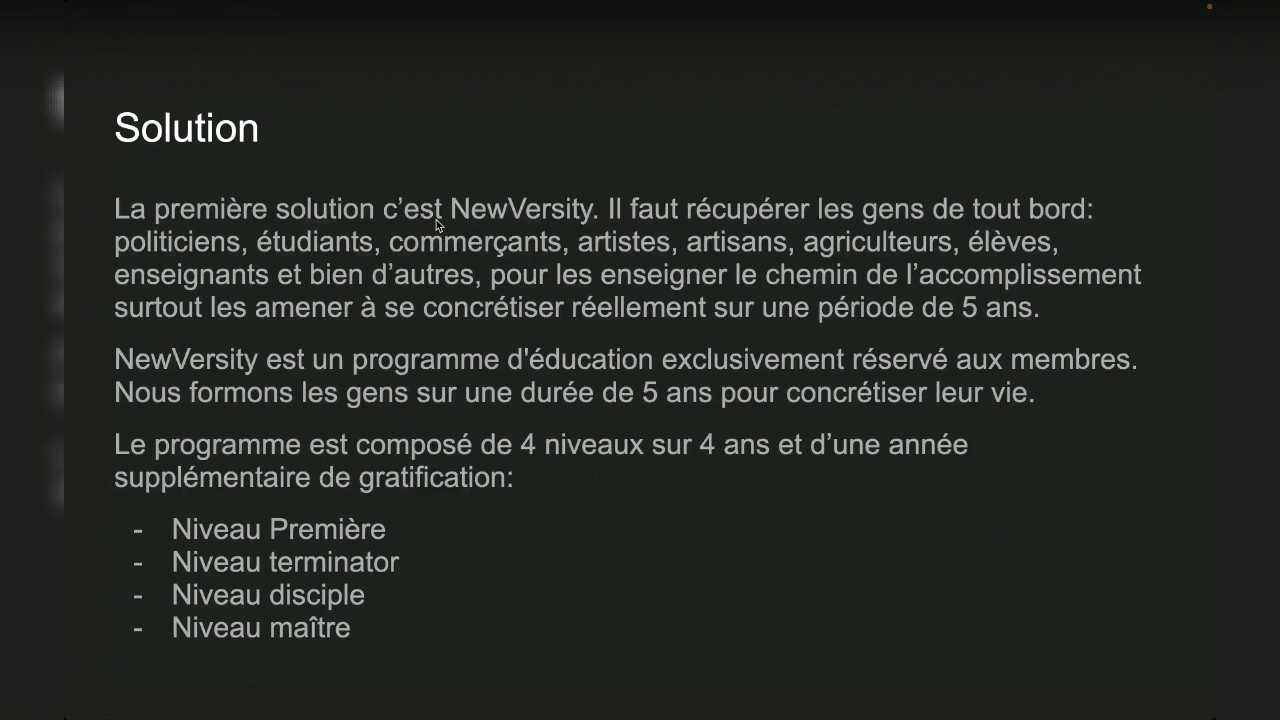 Solution
La première solution c’est NewVersity. Il faut récupérer les gens de tout bord:
politiciens, étudiants, commerçants, artistes, artisans, agriculteurs, élèves,
enseignants et bien d’autres, pour les enseigner le chemin de l’accomplissement
surtout les amener à se concrétiser réellement sur une période de 5 ans.
NewVersity est un programme d'éducation exclusivement réservé aux membres.
Nous formons les gens sur une durée de 5 ans pour concrétiser leur vie.
Le programme est composé de 4 niveaux sur 4 ans et d’une année
supplémentaire de gratification:
- Niveau Première
- Niveau terminator
- Niveau disciple
- Niveau maître